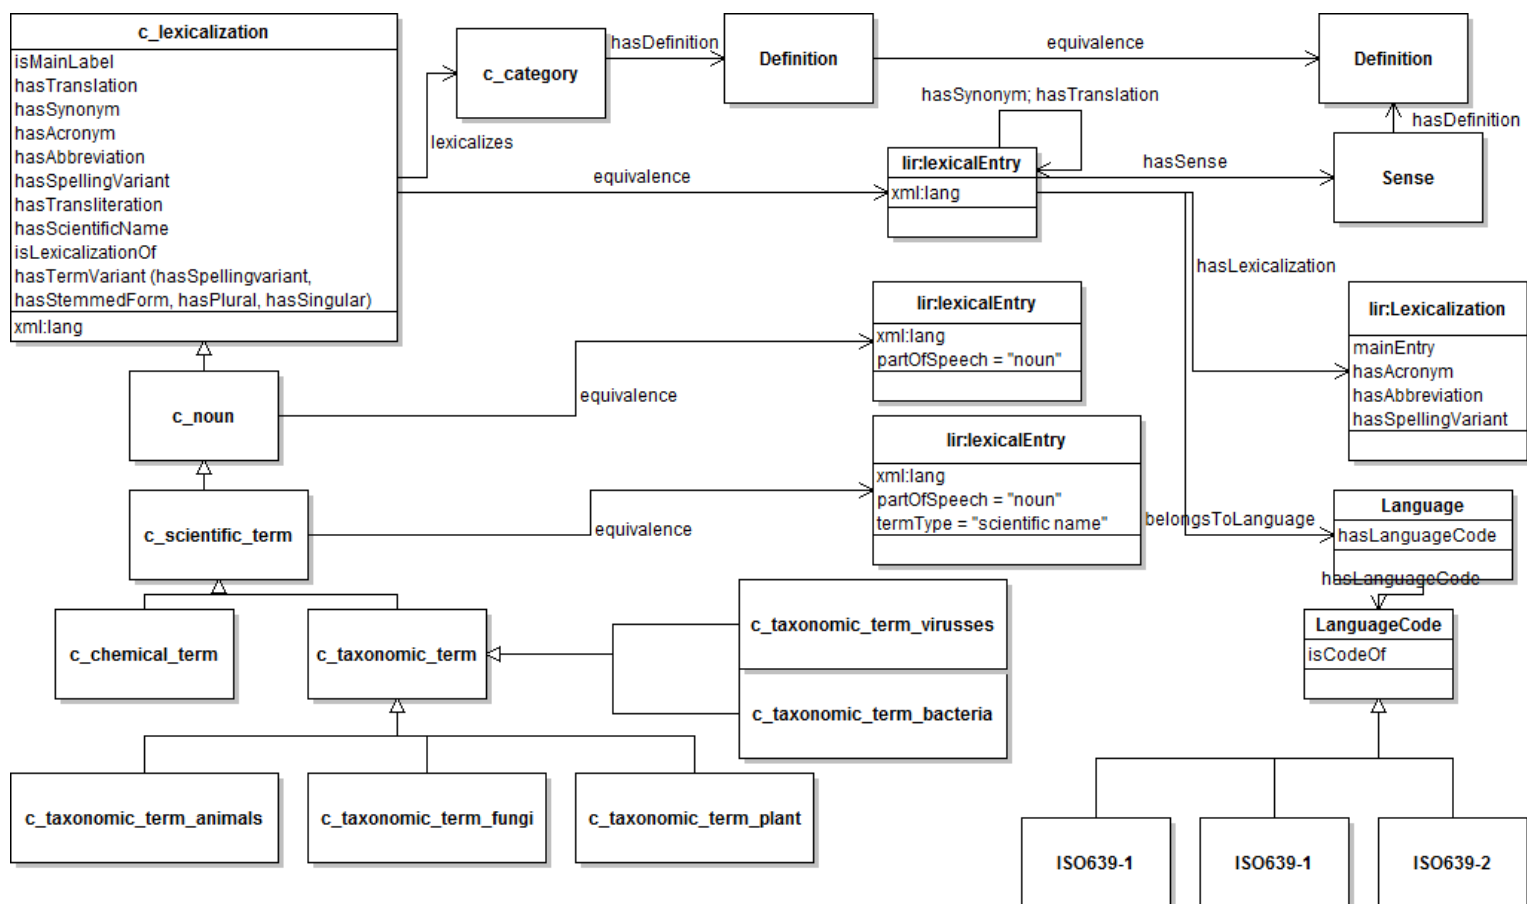 c_lexicalization
isMainLabel
hasTranslation
hasSynonym
hasAcronym
hasAbbreviation
hasSpellingVariant
hasTransliteration
hasScientificName
isLexicalizationOf
hasTermVariant (hasSpellingvariant,
hasStemmedForm, hasPlural, hasSingular)
xml:lang
lexicalizes
c_category
hasDefinition
Definition
equivalence
Definition
hasDefinition
Sense
hasSynonym; hasTranslation
equivalence
lir:lexicalEntry
xml:lang
hasSense
hasLexicalization
lir:Lexicalization
mainEntry
hasAcronym
hasAbbreviation
hasSpellingVariant
c_noun
equivalence
lir:lexicalEntry
xml:lang
partOfSpeech = "noun"
c_scientific_term
equivalence
lir:lexicalEntry
xml:lang
partOfSpeech = "noun"
termType = "scientific name"
belongsToLanguage
Language
hasLanguageCode
hasLanguageCode
LanguageCode
isCodeOf
c_chemical_term
c_taxonomic_term
c_taxonomic_term_virusses
c_taxonomic_term_bacteria
c_taxonomic_term_animals
c_taxonomic_term_fungi
c_taxonomic_term_plant
ISO639-1
ISO639-1
ISO639-2